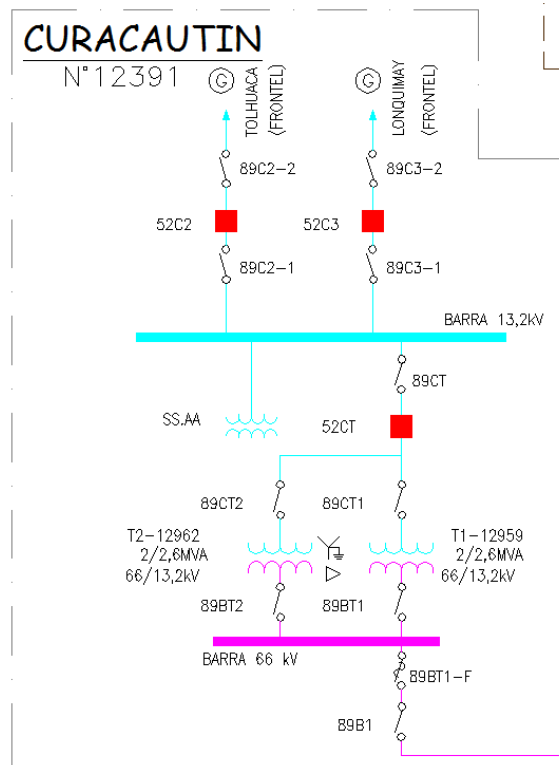 CURACAUTIN
N°12391
G
TOLHUACA
(FRONTEL)
G
LONQUIMAY
(FRONTEL)
89C2-2
89C3-2
52C2
52C3
89C2-1
89C3-1
BARRA 13,2kV
89CT
SS.AA
52CT
89CT2
89CT1
T2-12962
2/2,6MVA
66/13,2kV
T1-12959
2/2,6MVA
66/13,2kV
89BT2
89BT1
BARRA 66 kV
89BT1-F
89B1